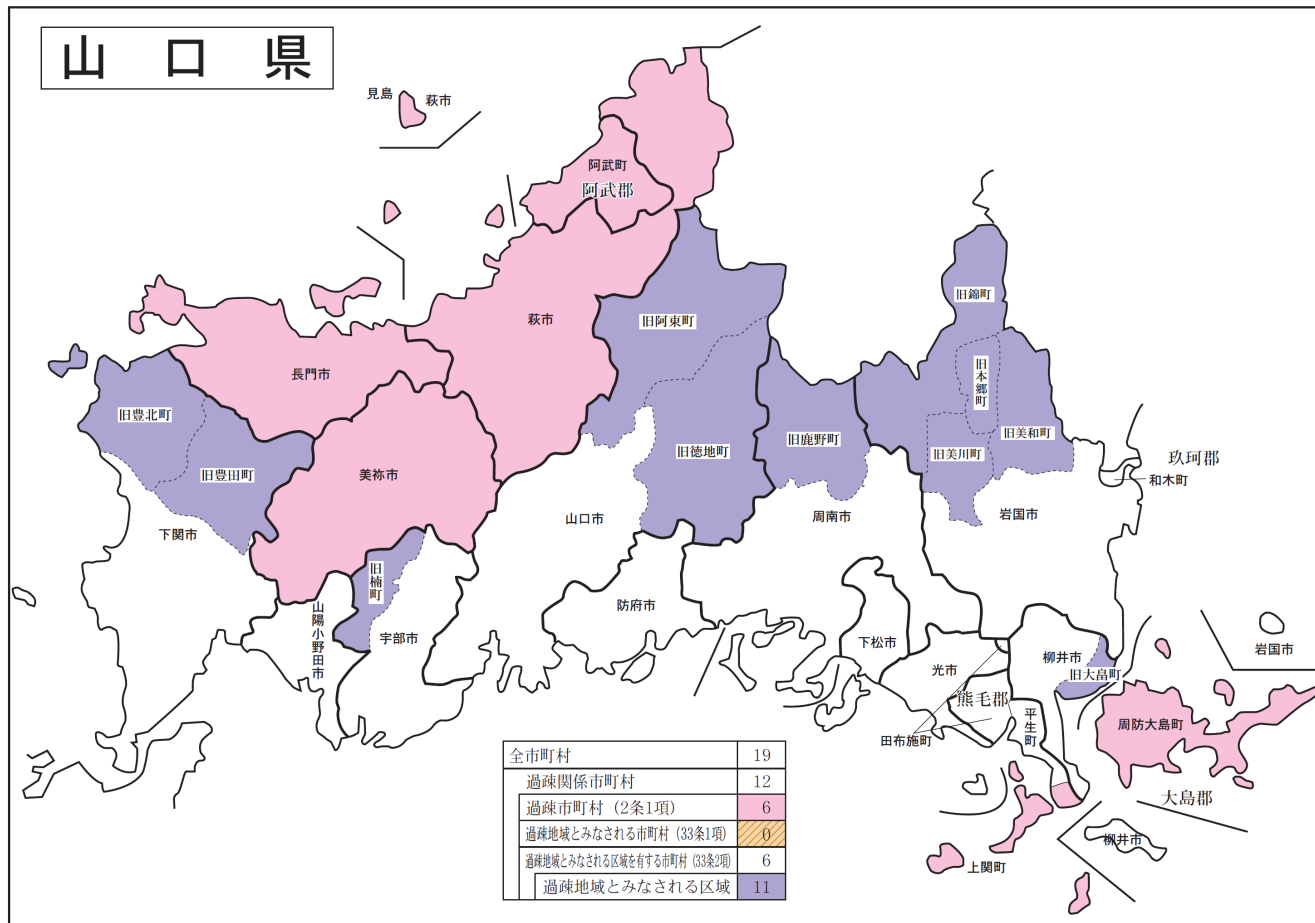 山口県
見島
萩市
阿武町
阿武郡
旧錦町
旧阿東町
萩市
旧本郷町
長門市
旧豊北町
旧美和町
旧鹿野町
旧徳地町
旧美川町
玖珂郡
旧豊田町
美祢市
和木町
岩国市
周南市
山口市
下関市
旧楠町
防府市
山陽小野田市
宇部市
下松市
岩国市
柳井市
光市
旧大畠町
熊毛郡
周防大島町
平生町
田布施町
大島郡
柳井市
上関町
全市町村 19
過疎関係市町村 12
過疎市町村(2条1項) 6
過疎地域とみなされる市町村(33条1項) 0
過疎地域とみなされる区域を有する市町村(33条2項) 6
過疎地域とみなされる区域 11